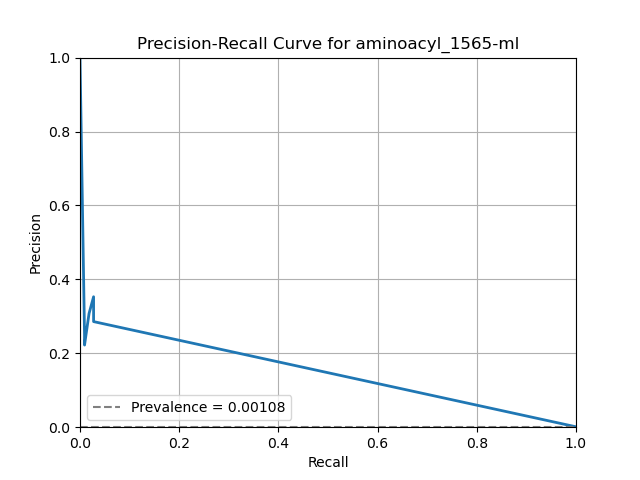 Precision-Recall Curve for aminoacyl_1565-ml
1.0
0.8
0.6
0.4
0.2
0.0
Precision
Prevalence = 0.00108
0.0 0.2 0.4 0.6 0.8 1.0
Recall